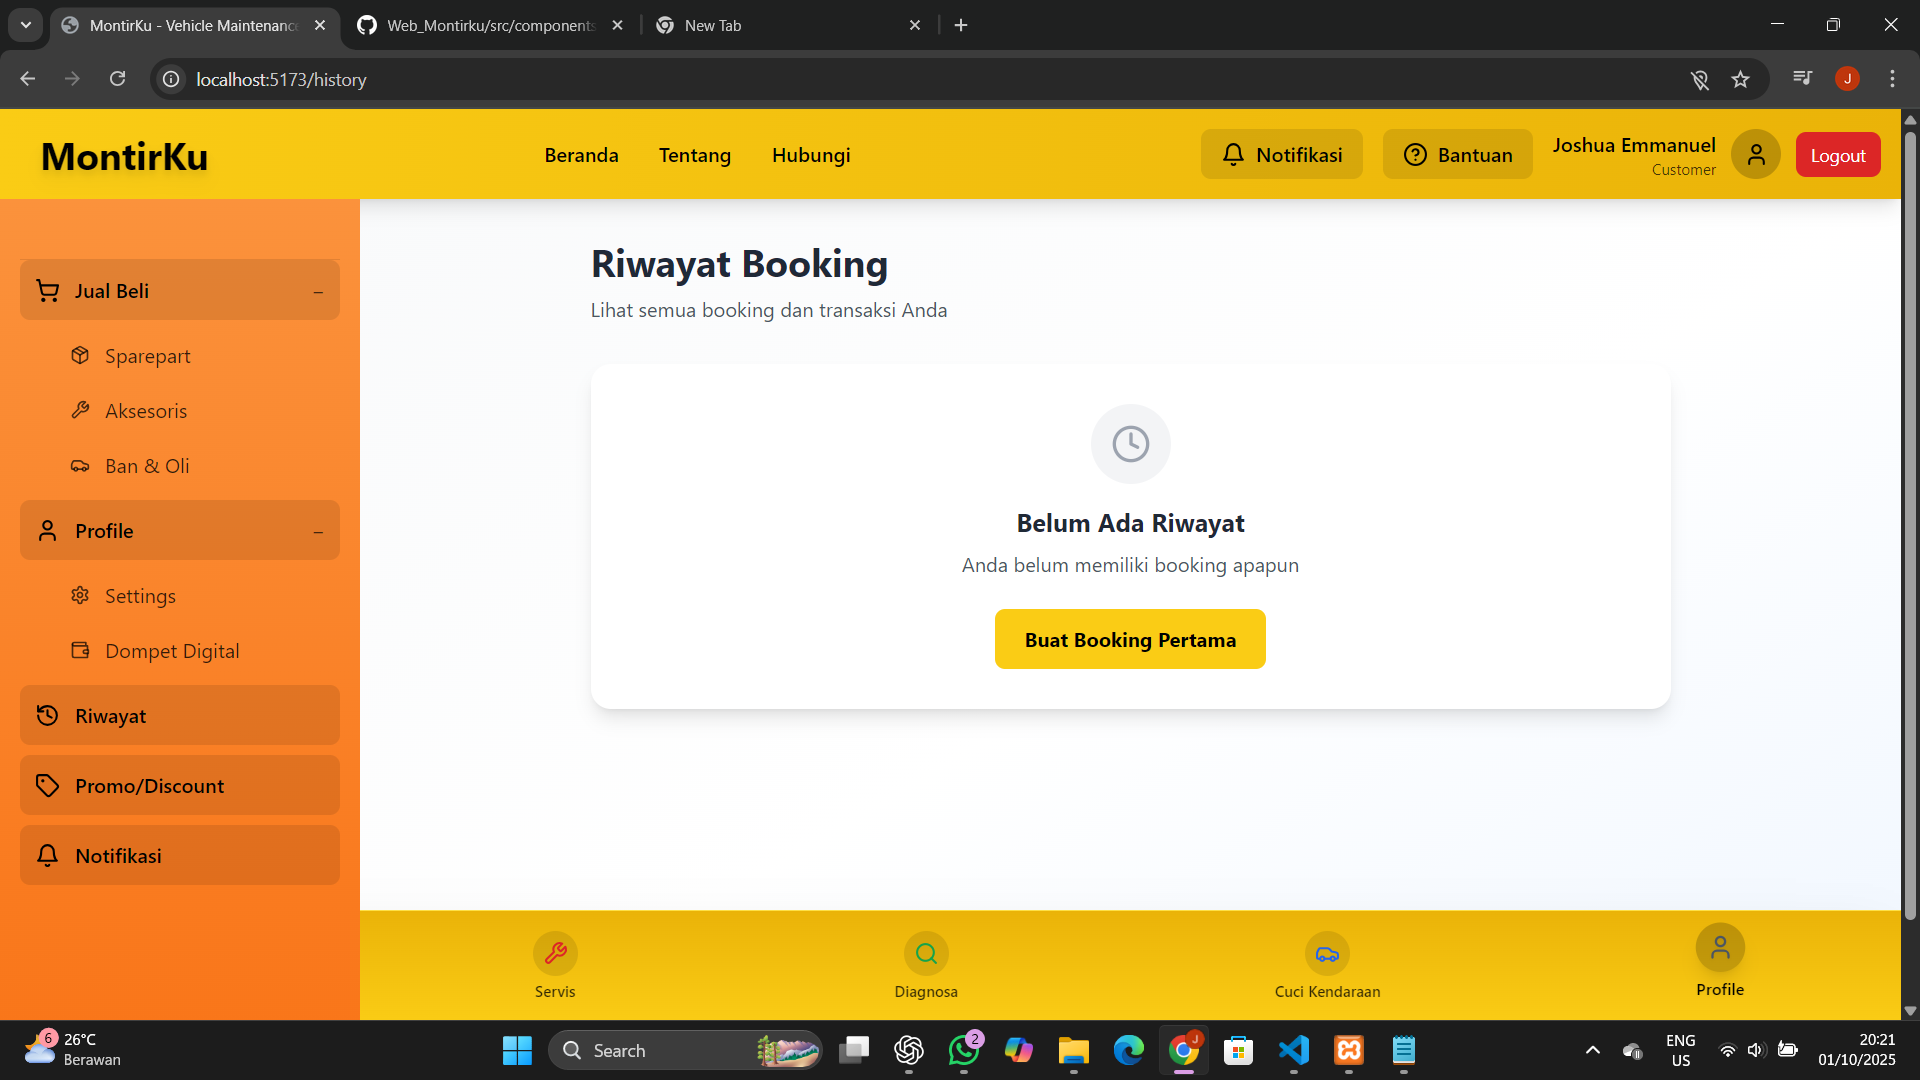 MontirKu - Vehicle Maintenance
Web_Montirku/src/components
New Tab
localhost:5173/history
J
MontirKu
Beranda
Tentang
Hubungi
Notifikasi
Bantuan
Joshua Emmanuel
Customer
Logout
Jual Beli
Sparepart
Aksesoris
Ban & Oli
Profile
Settings
Dompet Digital
Riwayat
Promo/Discount
Notifikasi
Riwayat Booking
Lihat semua booking dan transaksi Anda
Belum Ada Riwayat
Anda belum memiliki booking apapun
Buat Booking Pertama
Servis
Diagnosa
Cuci Kendaraan
Profile
6
26°C
Berawan
Search
2
J
ENG
US
20:21
01/10/2025